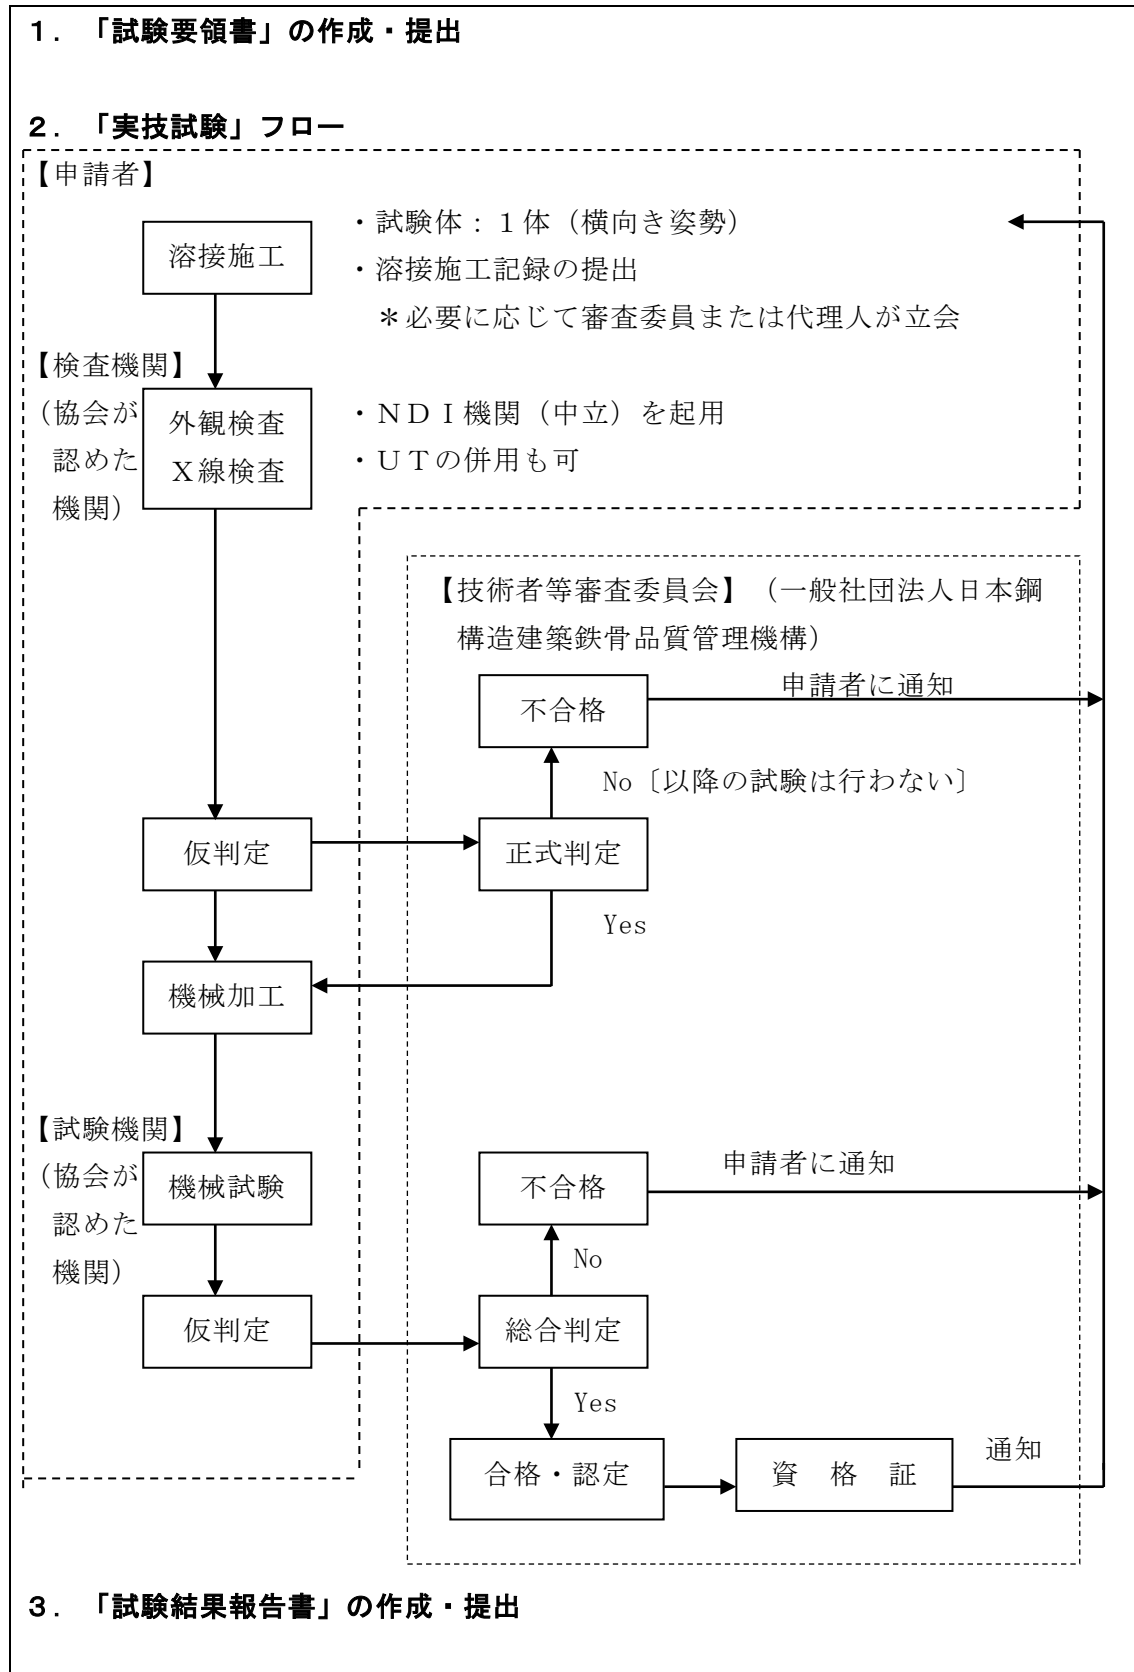 １．「試験要領書」の作成・提出
２．「実技試験」フロー
【申請者】
溶接施工
・試験体：１体（横向き姿勢）
・溶接施工記録の提出
＊必要に応じて審査委員または代理人が立会
【検査機関】
（協会が
認めた
機関）
外観検査
Ｘ線検査
・ＮＤＩ機関（中立）を起用
・ＵＴの併用も可
【技術者等審査委員会】（一般社団法人日本鋼
構造建築鉄骨品質管理機構）
不合格
申請者に通知
No〔以降の試験は行わない〕
仮判定
正式判定
Yes
機械加工
【試験機関】
（協会が
認めた
機関）
機械試験
不合格
申請者に通知
No
仮判定
総合判定
Yes
合格・認定
資　格　証
通知
３．「試験結果報告書」の作成・提出